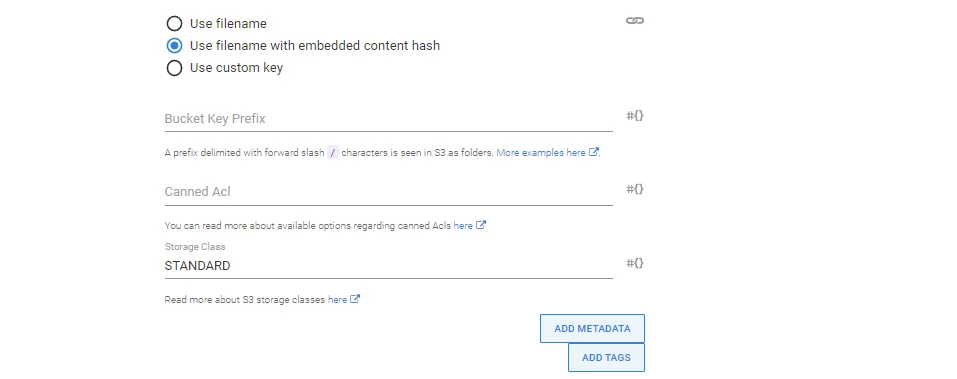 Use filename
Use filename with embedded content hash
Use custom key
Bucket Key Prefix
#{}
A prefix delimited with forward slash / characters is seen in S3 as folders. More examples here.
Canned Acl
#{}
You can read more about available options regarding canned Acls here
Storage Class
STANDARD
#{}
Read more about S3 storage classes here
ADD METADATA
ADD TAGS